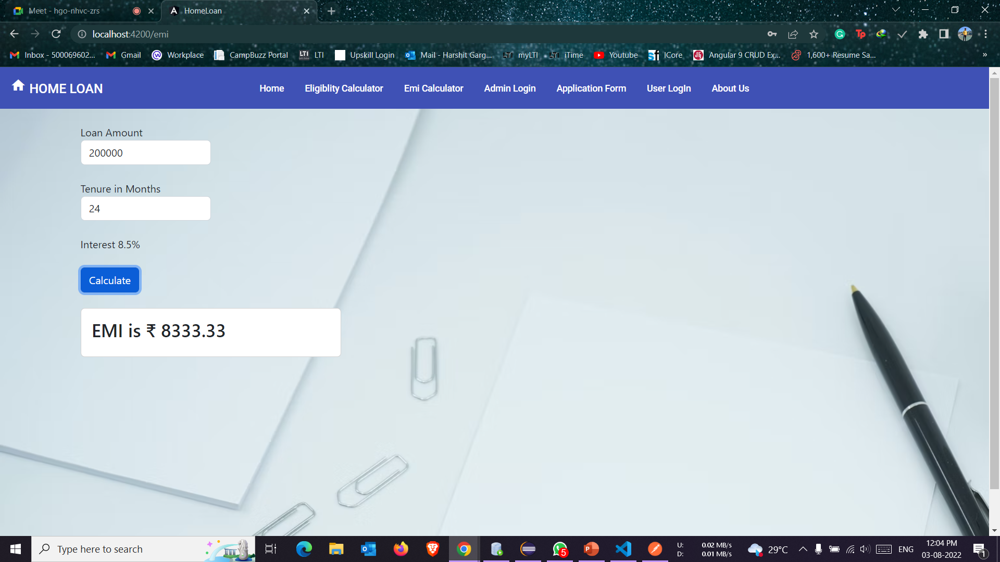 Meet - hgo-nhvc-zrs
HomeLoan
localhost:4200/emi
Inbox - 500069602...
Gmail
Workplace
CampBuzz Portal
LTI LTI
Upskill Login
Mail - Harshit Garg...
myLTI
iTime
Youtube
ICore
Angular 9 CRUD Ex...
1,600+ Resume Sa...
»
HOME LOAN
Home
Eligiblity Calculator
Emi Calculator
Admin Login
Application Form
User LogIn
About Us
Loan Amount
200000
Tenure in Months
24
Interest 8.5%
Calculate
EMI is ₹ 8333.33
Type here to search
5
U: 0.02 MB/s
D: 0.01 MB/s
29°C
ENG
12:04 PM
03-08-2022
1